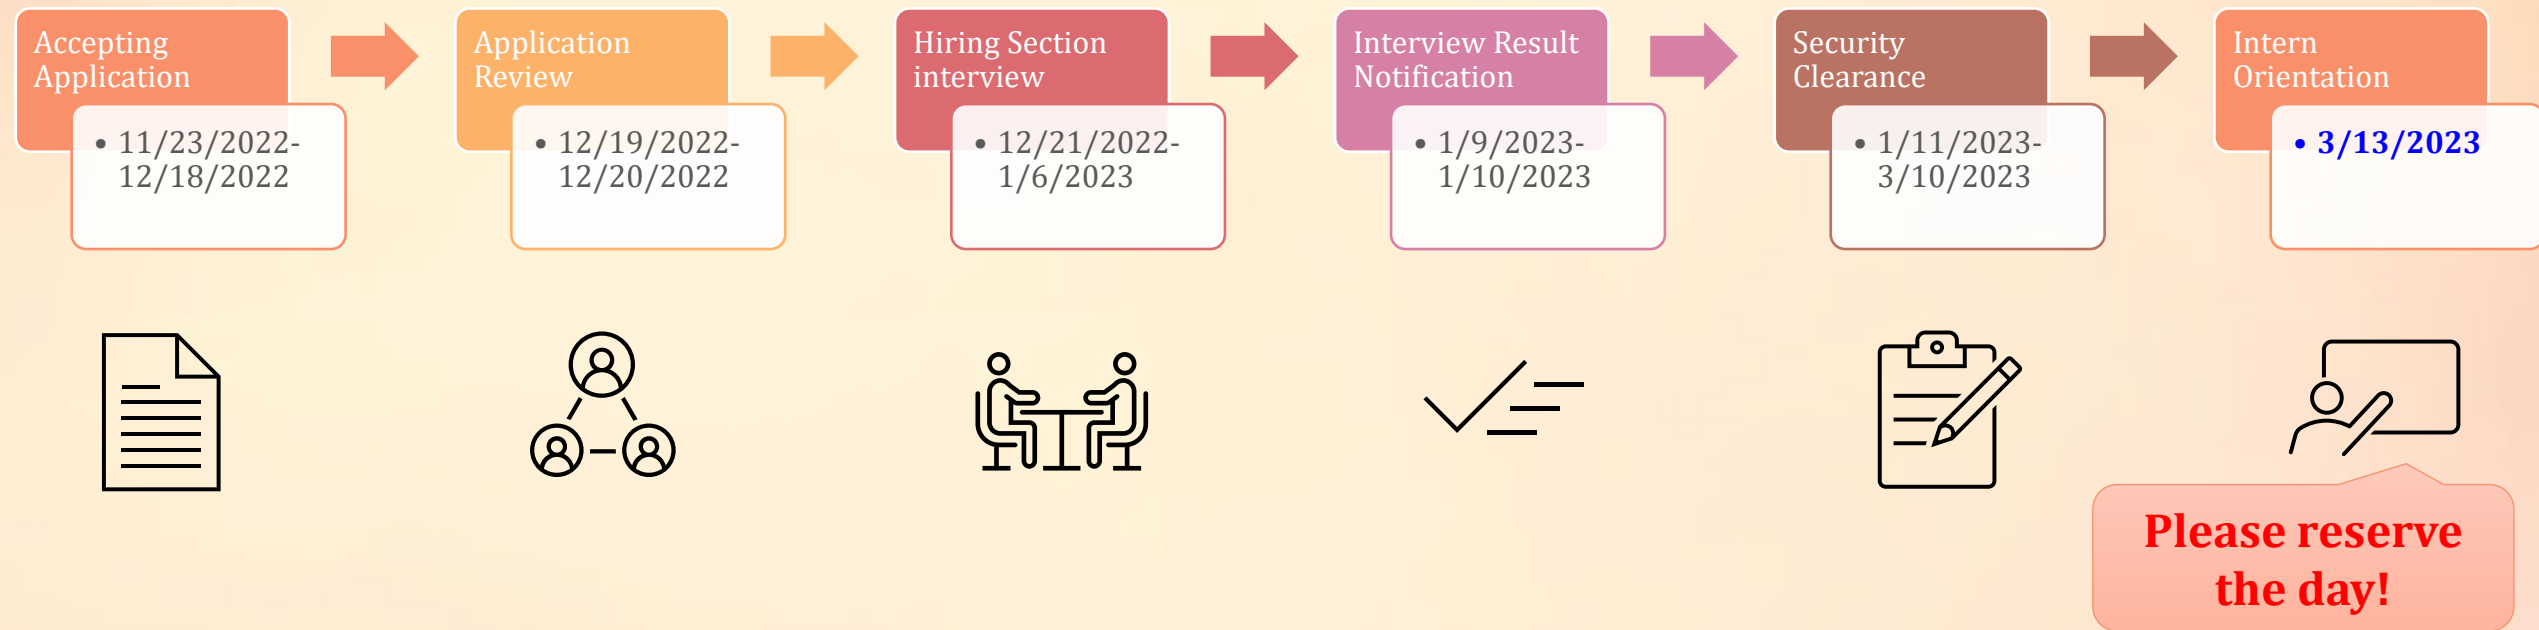 Accepting
Application
• 11/23/2022-
12/18/2022
Application
Review
• 12/19/2022-
12/20/2022
Hiring Section
interview
• 12/21/2022-
1/6/2023
Interview Result
Notification
• 1/9/2023-
1/10/2023
Security
Clearance
• 1/11/2023-
3/10/2023
Intern
Orientation
• 3/13/2023
Please reserve
the day!